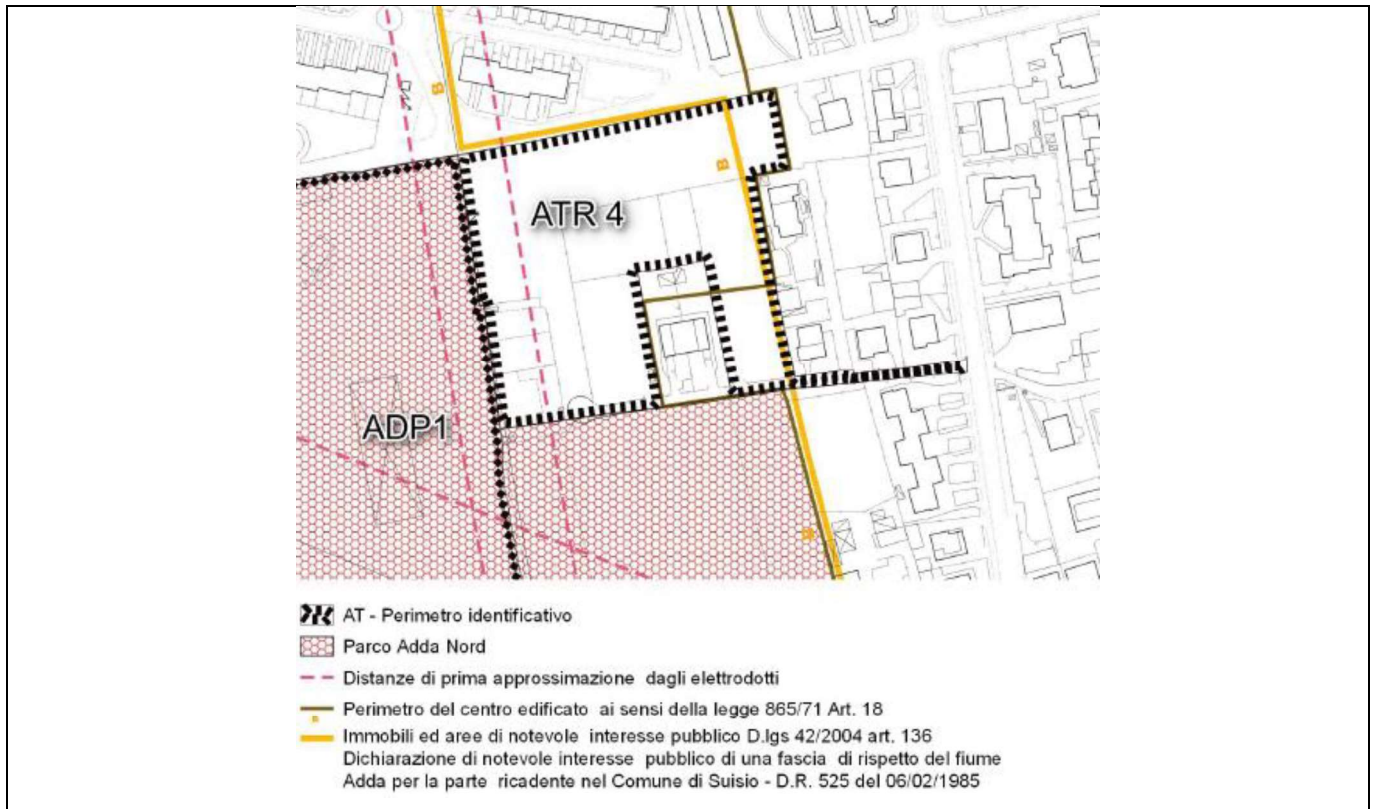 B
B
ATR 4
ADP1
B
AT - Perimetro identificativo
Parco Adda Nord
Distanze di prima approssimazione dagli elettrodotti
Perimetro del centro edificato ai sensi della legge 865/71 Art. 18
B
Immobili ed aree di notevole interesse pubblico D.lgs 42/2004 art. 136
Dichiarazione di notevole interesse pubblico di una fascia di rispetto del fiume
Adda per la parte ricadente nel Comune di Suisio - D.R. 525 del 06/02/1985